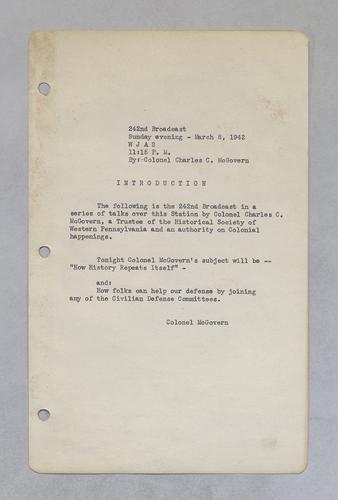 242nd Broadcast
Sunday evening - March 8, 1942
W J A S
11:15 P. M.
By: Colonel Charles C. McGovern
I N T R O D U C T I O N
The following is the 242nd Broadcast in a
series of talks over this Station by Colonel Charles C.
McGovern, a Trustee of the Historical Society of
Western Pennsylvania and an authority on Colonial
happenings.
Tonight Colonel McGovern's subject will be --
"How History Repeats Itself" -
and:
How folks can help our defense by joining
any of the Civilian Defense Committees.
Colonel McGovern